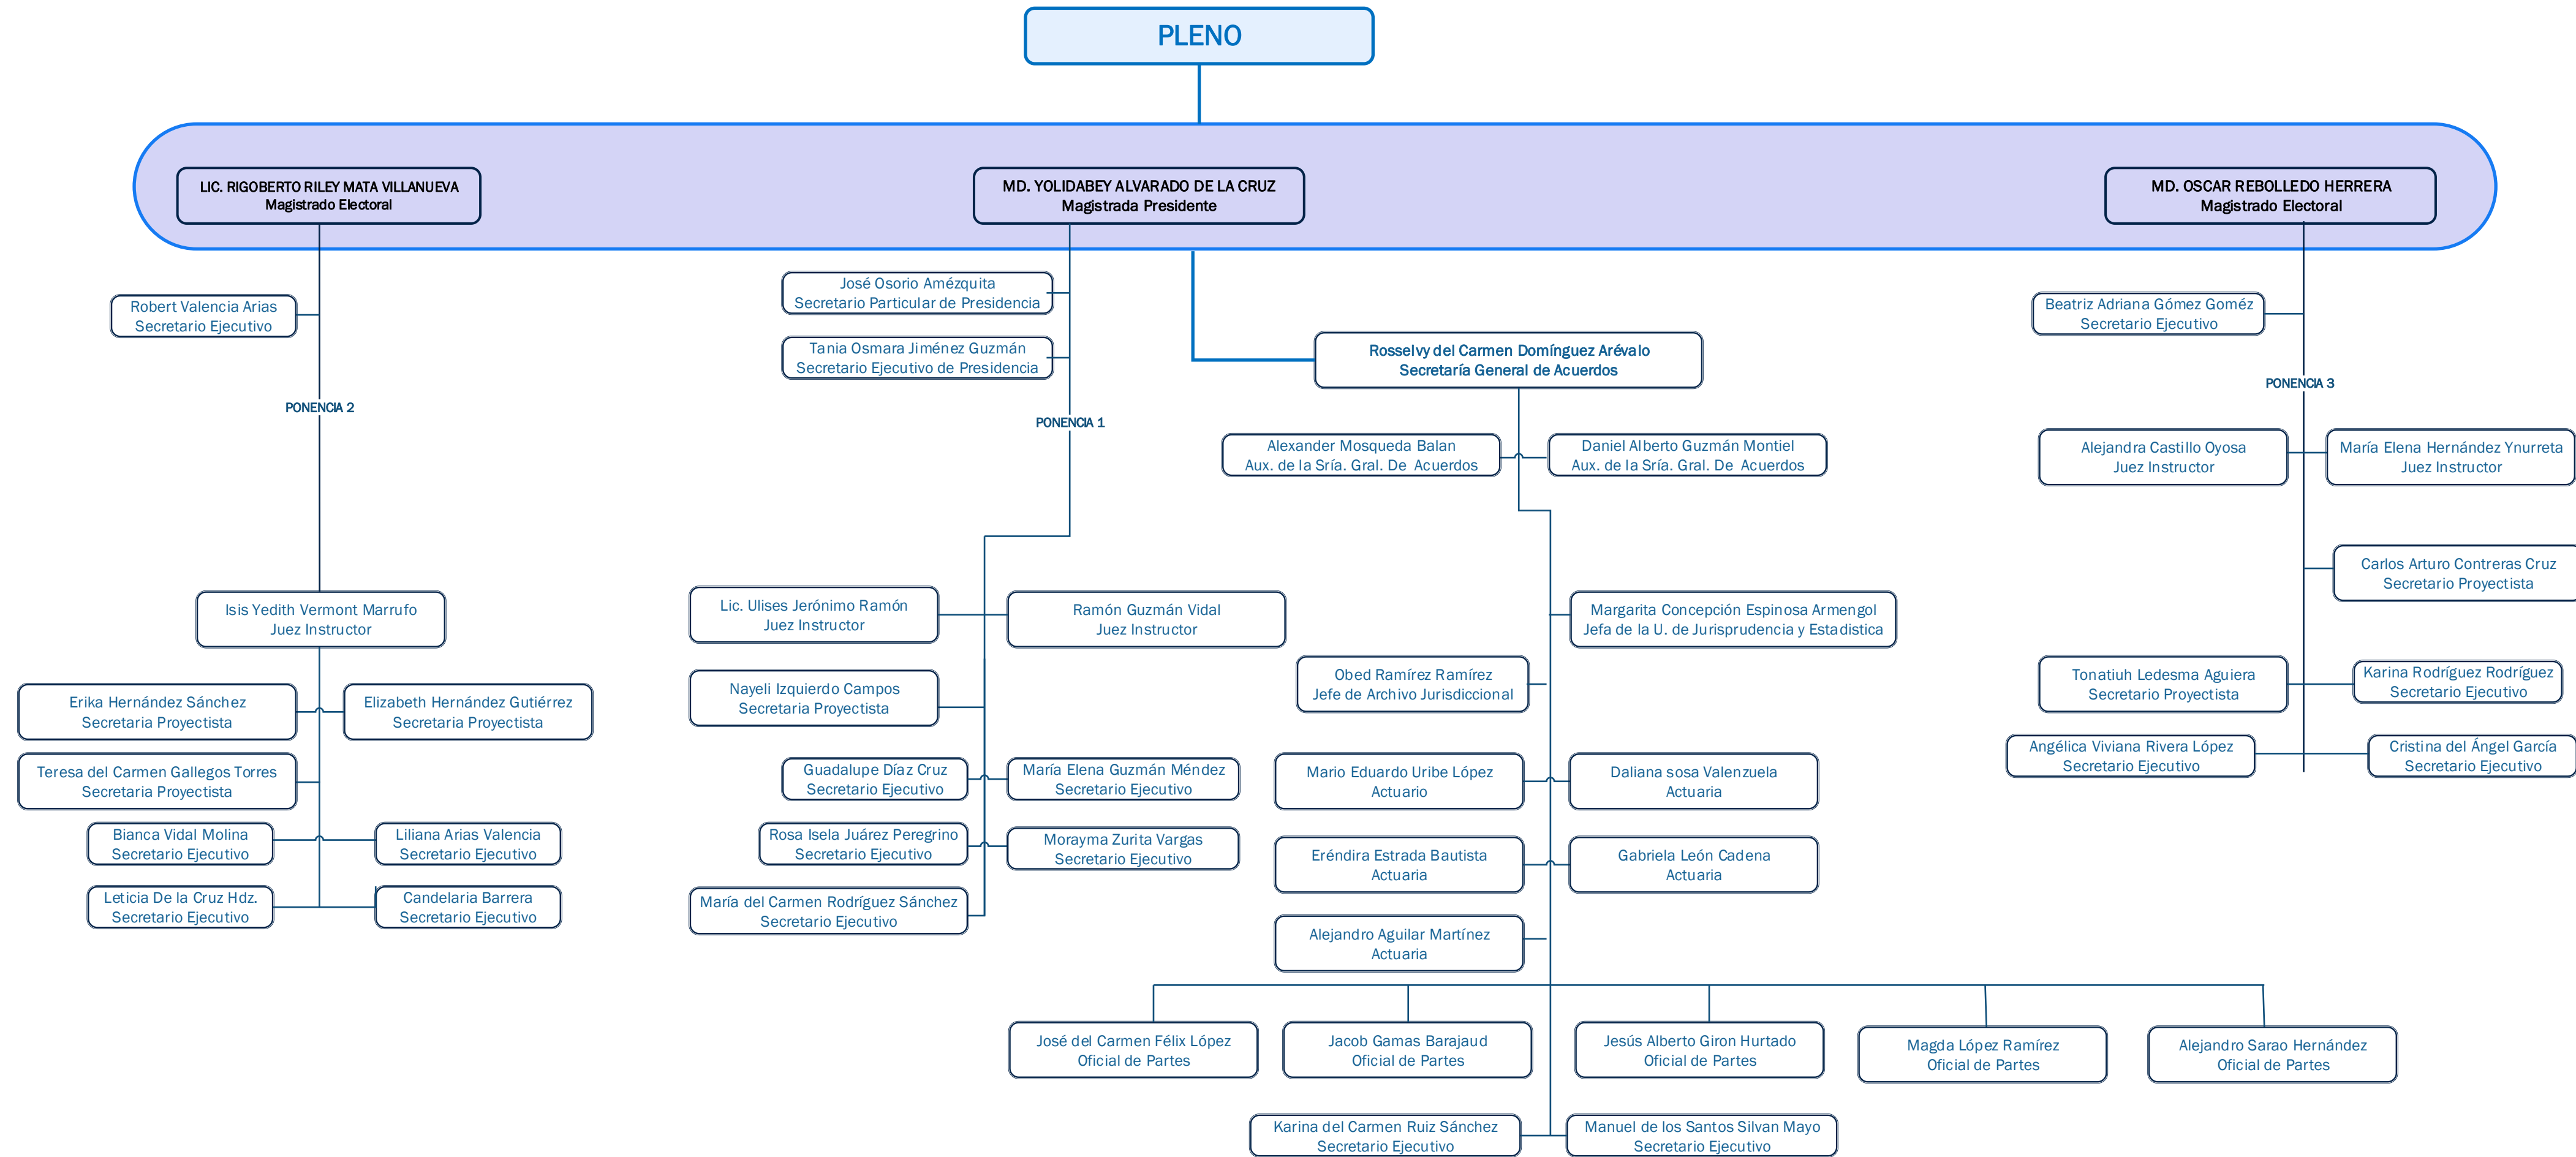 PLENO
LIC. RIGOBERTO RILEY MATA VILLANUEVA
Magistrado Electoral
MD. YOLIDABEY ALVARADO DE LA CRUZ
Magistrada Presidente
MD. OSCAR REBOLLEDO HERRERA
Magistrado Electoral
Robert Valencia Arias
Secretario Ejecutivo
PONENCIA 2
Isis Yedith Vermont Marrufo
Juez Instructor
Erika Hernández Sánchez
Secretaria Proyectista
Elizabeth Hernández Gutiérrez
Secretaria Proyectista
Teresa del Carmen Gallegos Torres
Secretaria Proyectista
Bianca Vidal Molina
Secretario Ejecutivo
Liliana Arias Valencia
Secretario Ejecutivo
Leticia De la Cruz Hdz.
Secretario Ejecutivo
Candelaria Barrera
Secretario Ejecutivo
José Osorio Amézquita
Secretario Particular de Presidencia
Tania Osmara Jiménez Guzmán
Secretario Ejecutivo de Presidencia
PONENCIA 1
Lic. Ulises Jerónimo Ramón
Juez Instructor
Ramón Guzmán Vidal
Juez Instructor
Nayeli Izquierdo Campos
Secretaria Proyectista
Guadalupe Díaz Cruz
Secretario Ejecutivo
María Elena Guzmán Méndez
Secretario Ejecutivo
Rosa Isela Juárez Peregrino
Secretario Ejecutivo
Morayma Zurita Vargas
Secretario Ejecutivo
María del Carmen Rodríguez Sánchez
Secretario Ejecutivo
Rosselvy del Carmen Domínguez Arévalo
Secretaría General de Acuerdos
Alexander Mosqueda Balan
Aux. de la Sría. Gral. De Acuerdos
Daniel Alberto Guzmán Montiel
Aux. de la Sría. Gral. De Acuerdos
Margarita Concepción Espinosa Armengol
Jefa de la U. de Jurisprudencia y Estadistica
Obed Ramírez Ramírez
Jefe de Archivo Jurisdiccional
Mario Eduardo Uribe López
Actuario
Daliana sosa Valenzuela
Actuaria
Eréndira Estrada Bautista
Actuaria
Gabriela León Cadena
Actuaria
Alejandro Aguilar Martínez
Actuaria
José del Carmen Félix López
Oficial de Partes
Jacob Gamas Barajaud
Oficial de Partes
Jesús Alberto Giron Hurtado
Oficial de Partes
Magda López Ramírez
Oficial de Partes
Alejandro Sarao Hernández
Oficial de Partes
Karina del Carmen Ruiz Sánchez
Secretario Ejecutivo
Manuel de los Santos Silvan Mayo
Secretario Ejecutivo
Beatriz Adriana Gómez Goméz
Secretario Ejecutivo
PONENCIA 3
Alejandra Castillo Oyosa
Juez Instructor
María Elena Hernández Ynurreta
Juez Instructor
Carlos Arturo Contreras Cruz
Secretario Proyectista
Tonatiuh Ledesma Aguiera
Secretario Proyectista
Karina Rodríguez Rodríguez
Secretario Ejecutivo
Angélica Viviana Rivera López
Secretario Ejecutivo
Cristina del Ángel García
Secretario Ejecutivo